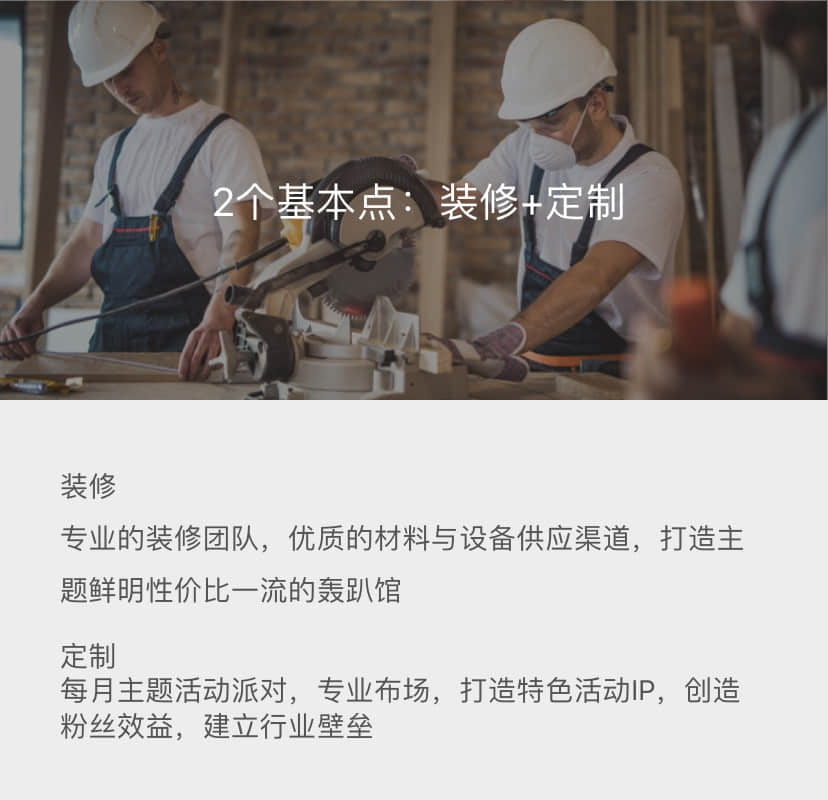 2个基本点：装修+定制
装修
专业的装修团队，优质的材料与设备供应渠道，打造主
题鲜明性价比一流的轰趴馆
定制
每月主题活动派对，专业布场，打造特色活动IP，创造
粉丝效益，建立行业壁垒